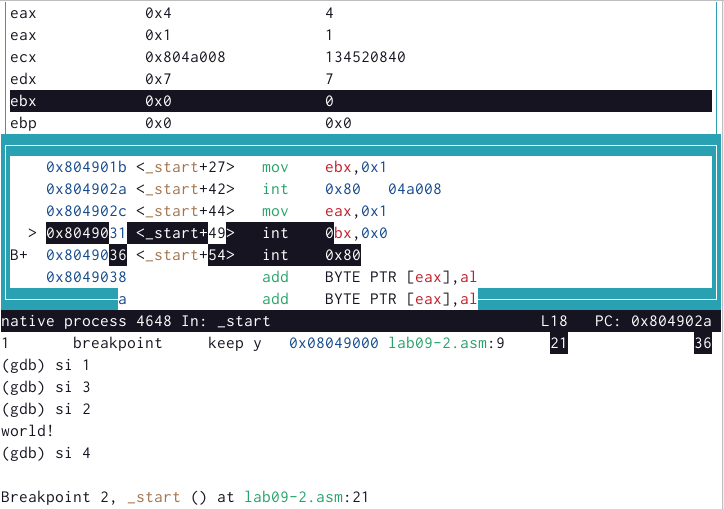 eax 0x4 4
eax 0x1 1
ecx 0x804a008 134520840
edx 0x7 7
ebx 0x0 0
ebp 0x0 0x0
0x804901b <_start+27> mov ebx,0x1
0x804902a <_start+42> int 0x80 04a008
0x804902c <_start+44> mov eax,0x1
> 0x8049031 <_start+49> int 0bx,0x0
B+ 0x8049036 <_start+54> int 0x80
0x8049038 add BYTE PTR [eax],al
a add BYTE PTR [eax],al
native process 4648 In: _start L18 PC: 0x804902a
1 breakpoint keep y 0x08049000 lab09-2.asm:9 21 36
(gdb) si 1
(gdb) si 3
(gdb) si 2
world!
(gdb) si 4
Breakpoint 2, _start () at lab09-2.asm:21